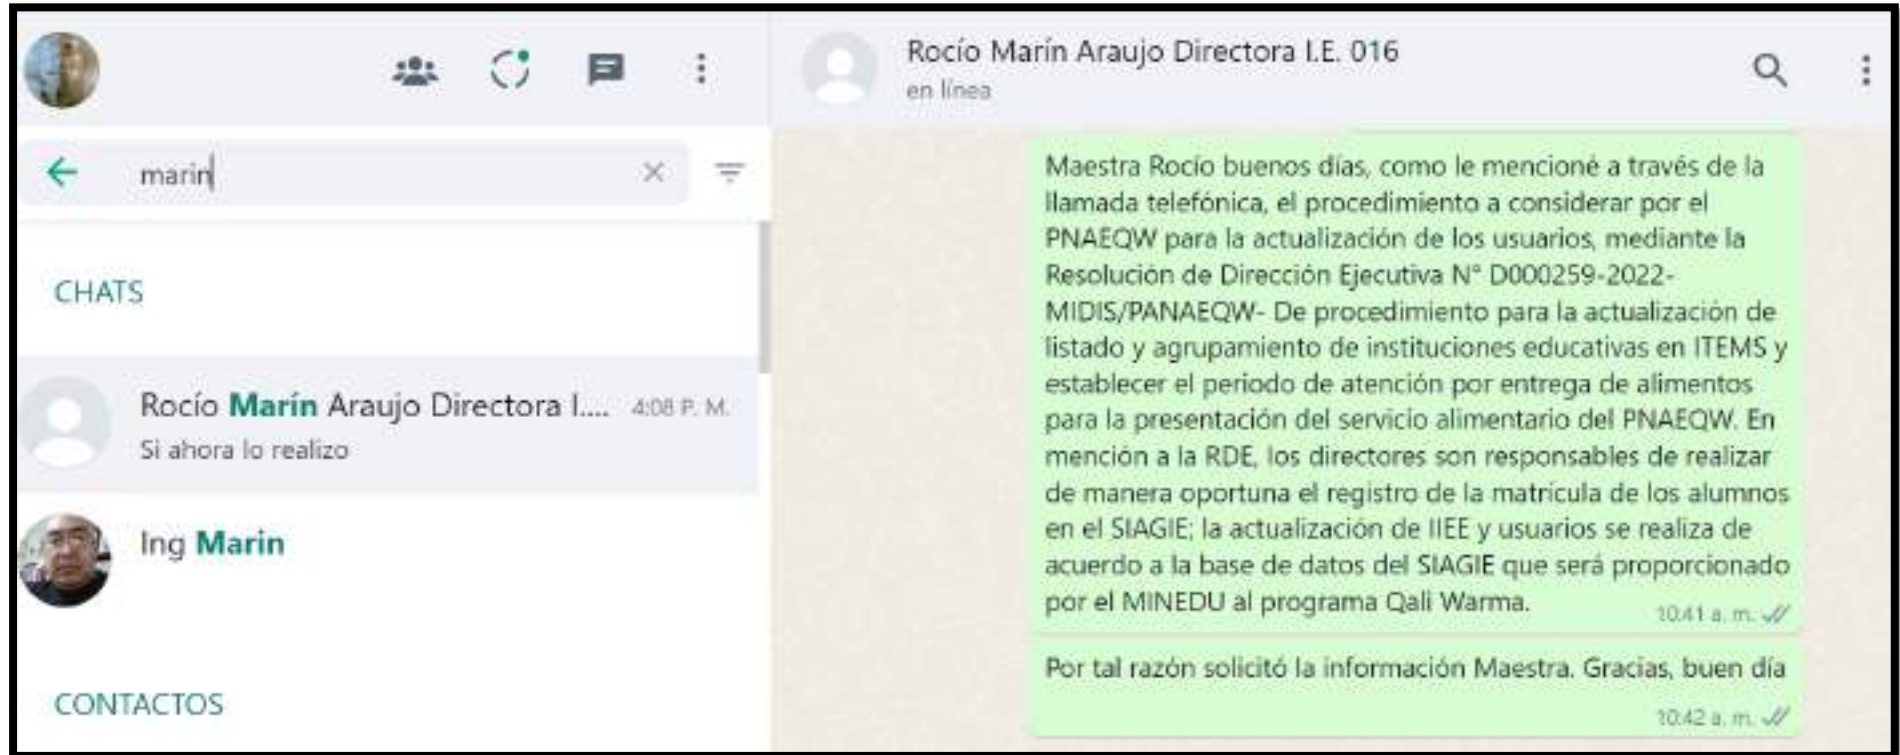 marin
CHATS
Rocío Marín Araujo Directora I.... 4:08 P. M.
Si ahora lo realizo
Ing Marin
CONTACTOS
Rocío Marín Araujo Directora I.E. 016
en línea
Maestra Rocío buenos días, como le mencioné a través de la
llamada telefónica, el procedimiento a considerar por el
PNAEQW para la actualización de los usuarios, mediante la
Resolución de Dirección Ejecutiva N° D000259-2022-
MIDIS/PANAEQW- De procedimiento para la actualización de
listado y agrupamiento de instituciones educativas en ITEMS y
establecer el periodo de atención por entrega de alimentos
para la presentación del servicio alimentario del PNAEQW. En
mención a la RDE, los directores son responsables de realizar
de manera oportuna el registro de la matrícula de los alumnos
en el SIAGIE; la actualización de IIEE y usuarios se realiza de
acuerdo a la base de datos del SIAGIE que será proporcionado
por el MINEDU al programa Qali Warma.
10:41 a. m.
Por tal razón solicitó la información Maestra. Gracias, buen día
10:42 a. m.